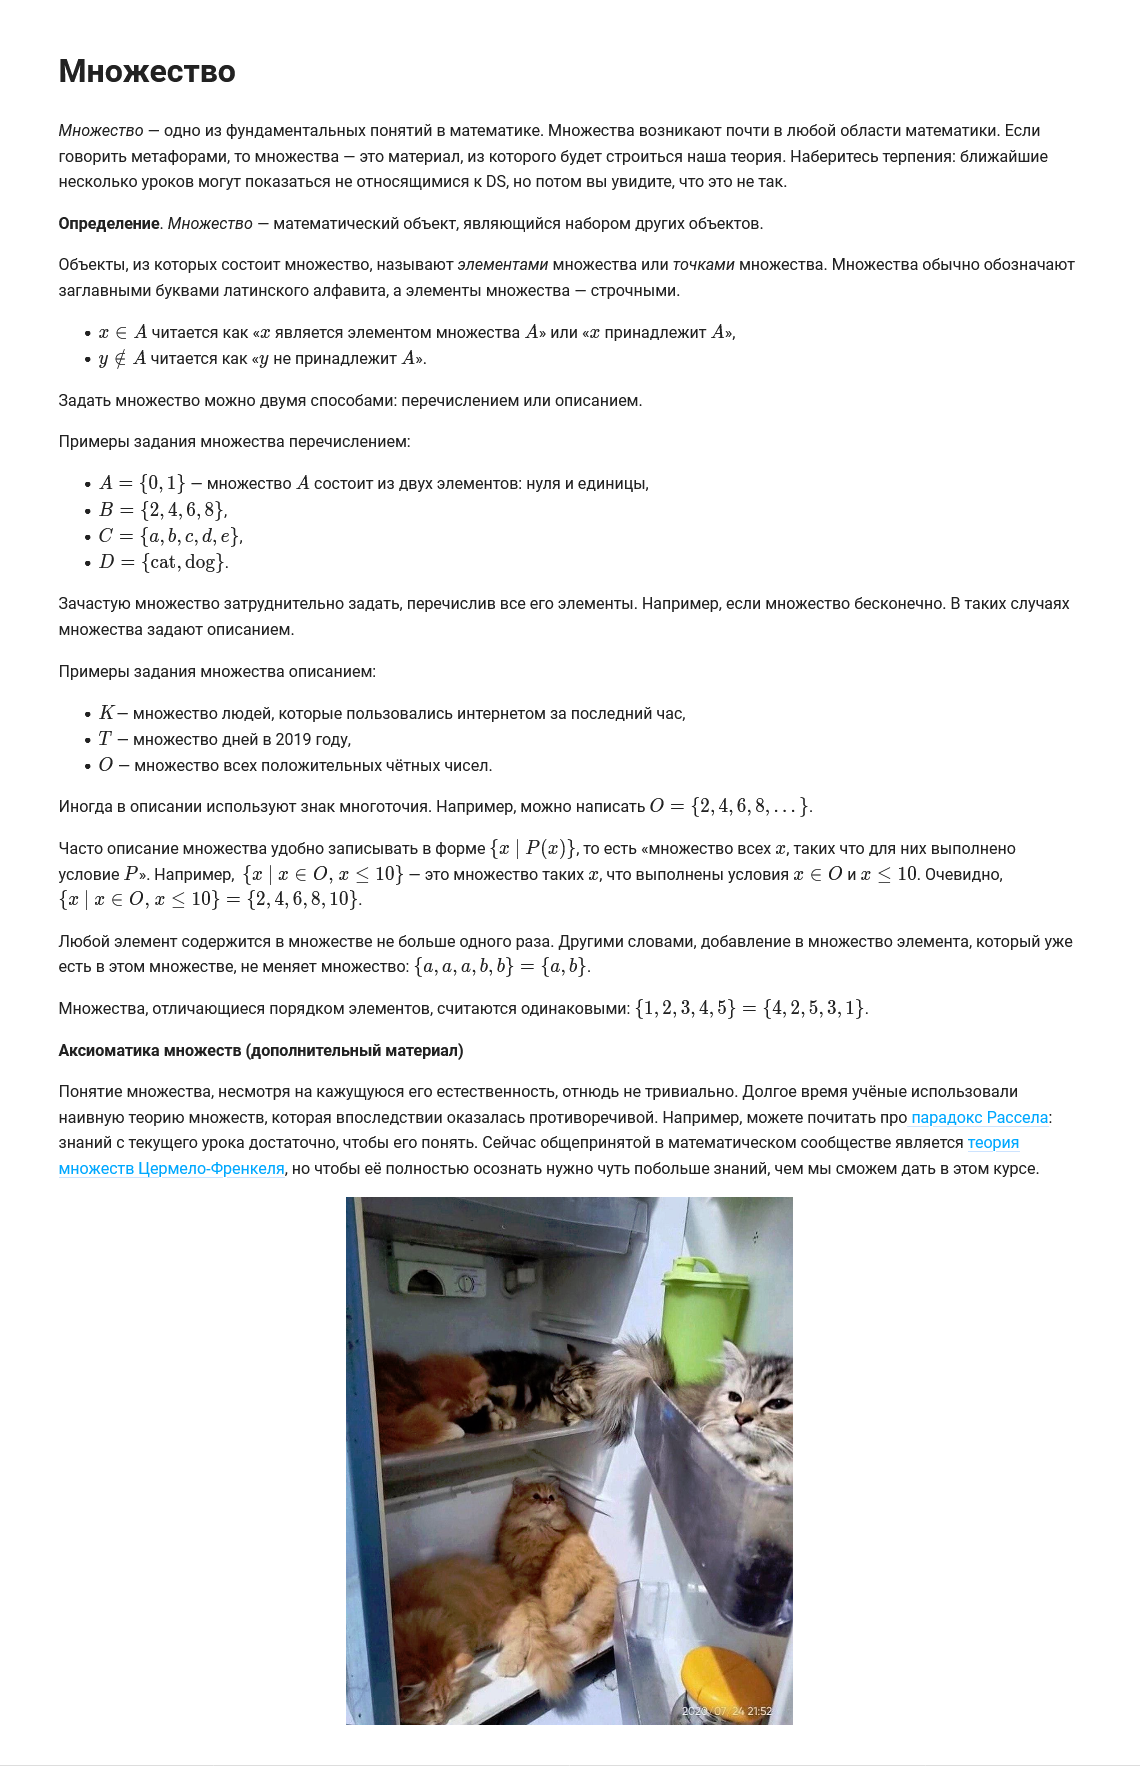 Множество
Множество — одно из фундаментальных понятий в математике. Множества возникают почти в любой области математики. Если
говорить метафорами, то множества — это материал, из которого будет строиться наша теория. Наберитесь терпения: ближайшие
несколько уроков могут показаться не относящимися к DS, но потом вы увидите, что это не так.
Определение. Множество — математический объект, являющийся набором других объектов.
Объекты, из которых состоит множество, называют элементами множества или точками множества. Множества обычно обозначают
заглавными буквами латинского алфавита, а элементы множества — строчными.
• x ∈ A читается как «x является элементом множества A» или «x принадлежит A»,
• y ∉ A читается как «y не принадлежит A».
Задать множество можно двумя способами: перечислением или описанием.
Примеры задания множества перечислением:
• A = {0, 1} — множество A состоит из двух элементов: нуля и единицы,
• B = {2, 4, 6, 8},
• C = {a, b, c, d, e},
• D = {cat, dog}.
Зачастую множество затруднительно задать, перечислив все его элементы. Например, если множество бесконечно. В таких случаях
множества задают описанием.
Примеры задания множества описанием:
• K — множество людей, которые пользовались интернетом за последний час,
• T — множество дней в 2019 году,
• O — множество всех положительных чётных чисел.
Иногда в описании используют знак многоточия. Например, можно написать O = {2, 4, 6, 8, . . . }.
Часто описание множества удобно записывать в форме {x | P(x)}, то есть «множество всех x, таких что для них выполнено
условие P». Например, {x | x ∈ O, x ≤ 10} — это множество таких x, что выполнены условия x ∈ O и x ≤ 10. Очевидно,
{x | x ∈ O, x ≤ 10} = {2, 4, 6, 8, 10}.
Любой элемент содержится в множестве не больше одного раза. Другими словами, добавление в множество элемента, который уже
есть в этом множестве, не меняет множество: {a, a, a, b, b} = {a, b}.
Множества, отличающиеся порядком элементов, считаются одинаковыми: {1, 2, 3, 4, 5} = {4, 2, 5, 3, 1}.
Аксиоматика множеств (дополнительный материал)
Понятие множества, несмотря на кажущуюся его естественность, отнюдь не тривиально. Долгое время учёные использовали
наивную теорию множеств, которая впоследствии оказалась противоречивой. Например, можете почитать про парадокс Рассела:
знаний с текущего урока достаточно, чтобы его понять. Сейчас общепринятой в математическом сообществе является теория
множеств Цермело-Френкеля, но чтобы её полностью осознать нужно чуть побольше знаний, чем мы сможем дать в этом курсе.
2020/07/24 21:52